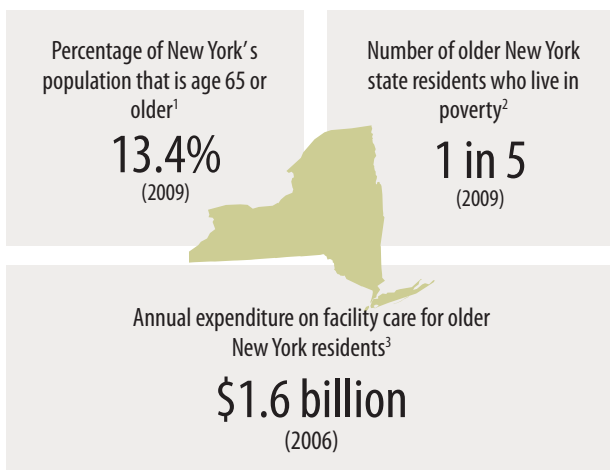 Percentage of New York's
population that is age 65 or
older¹
13.4%
(2009)
Number of older New York
state residents who live in
poverty²
1 in 5
(2009)
Annual expenditure on facility care for older
New York residents³
$1.6 billion
(2006)